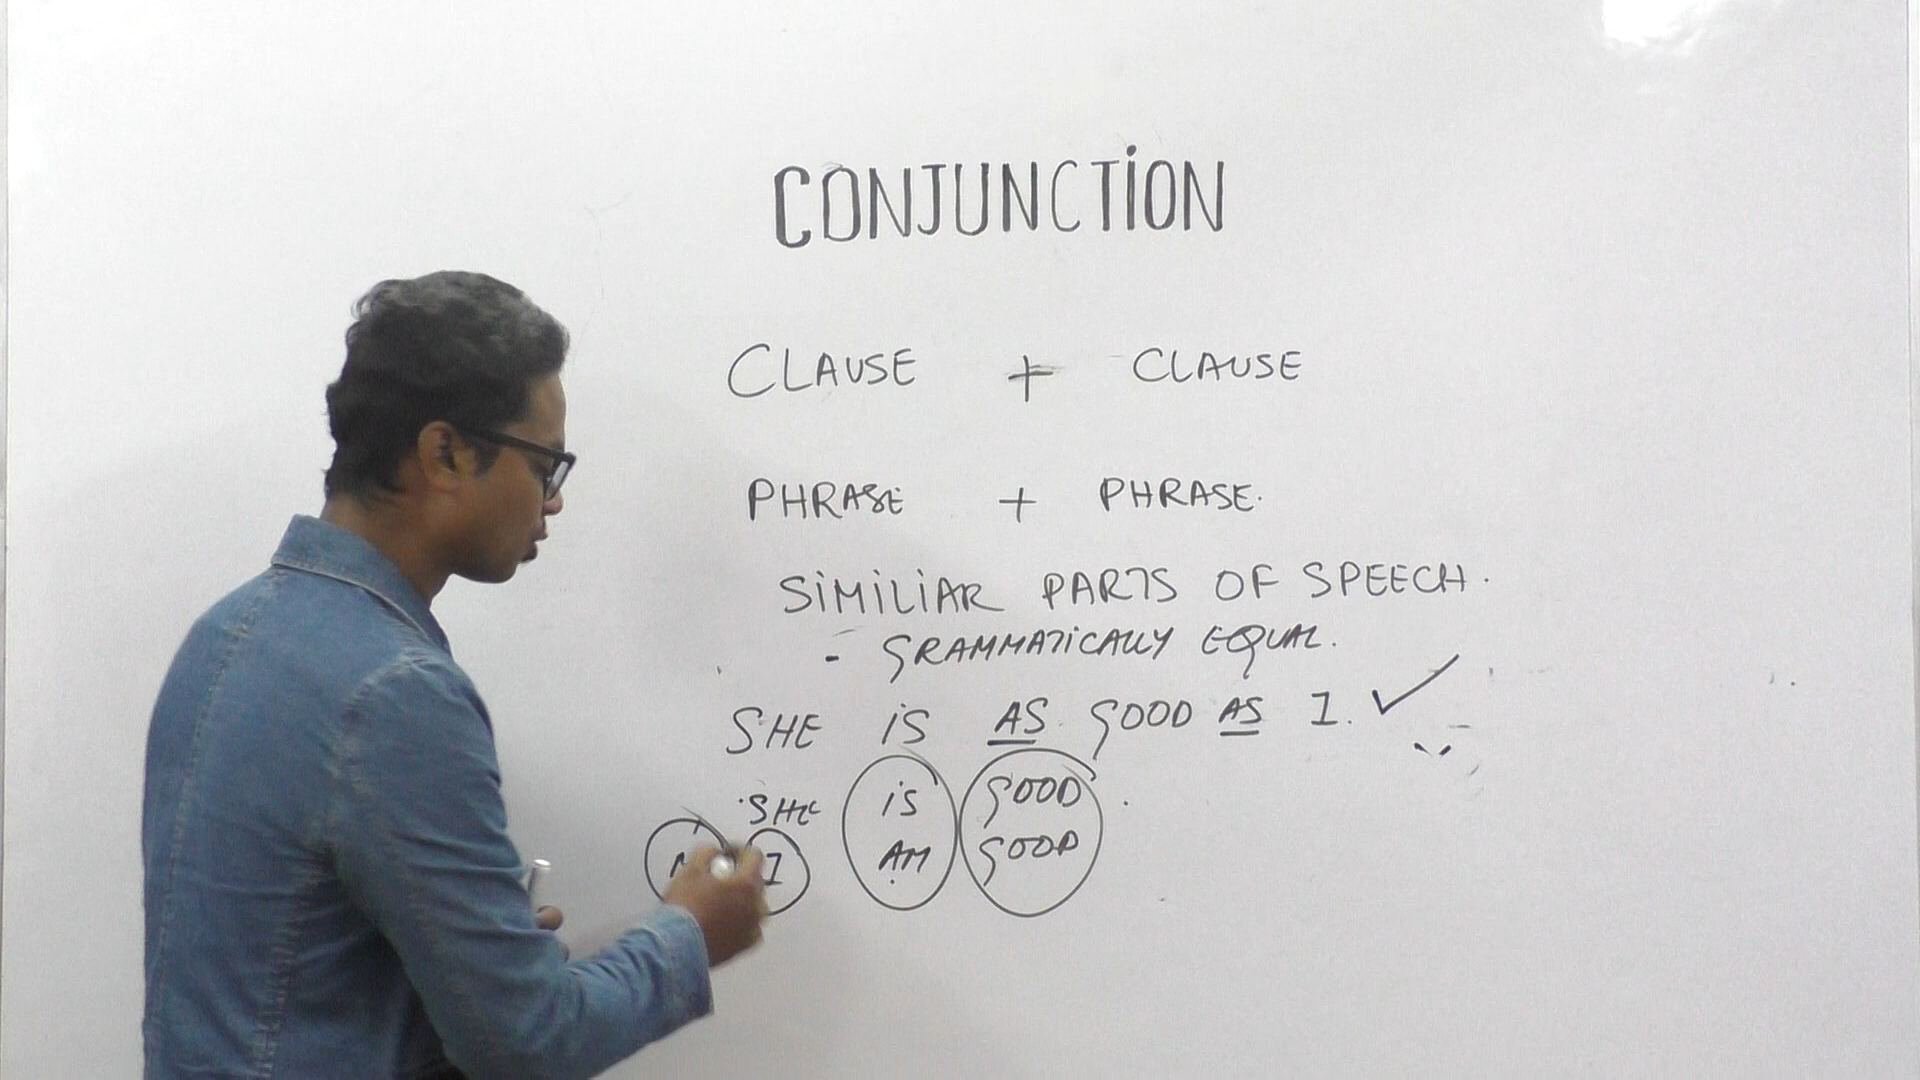 CONJUNCTION
CLAUSE + CLAUSE
PHRASE + PHRASE.
SIMILIAR PARTS OF SPEECH.
- GRAMMATICALLY EQUAL.
SHE IS AS GOOD AS I. ✓
SHE IS GOOD.
I AM GOOD